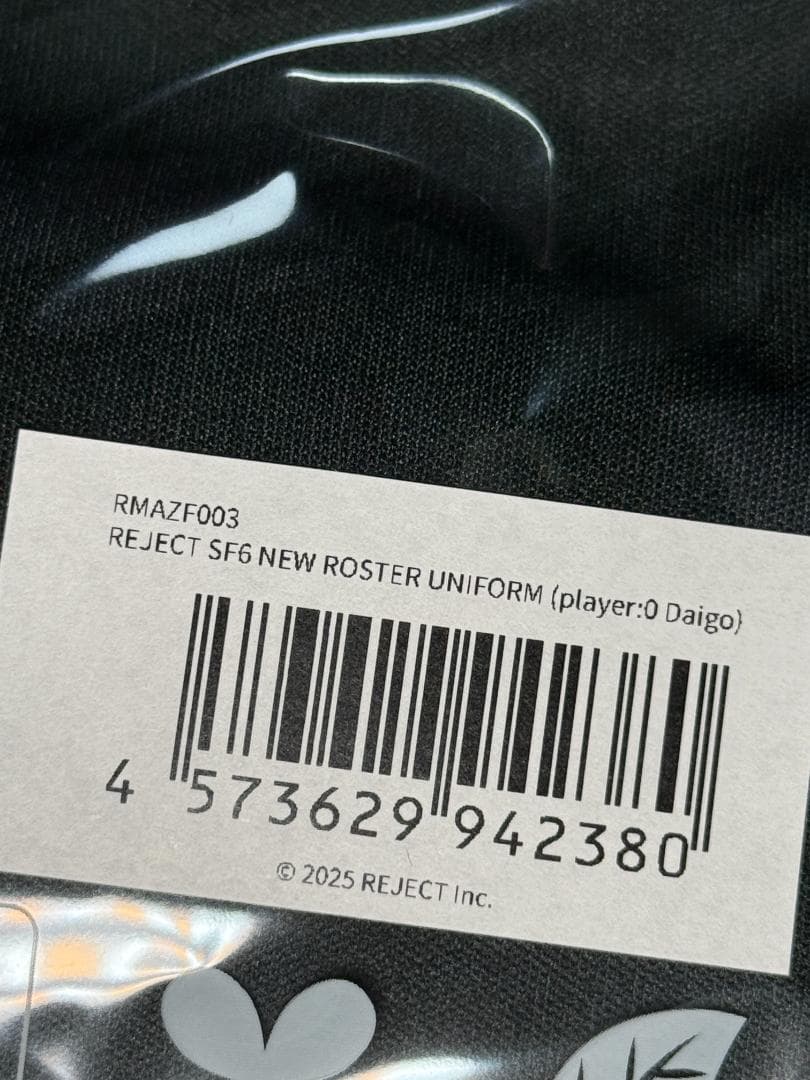 RMAZF003
REJECT SF6 NEW ROSTER UNIFORM (player:0 Daigo)
4 573629 942380
© 2025 REJECT Inc.